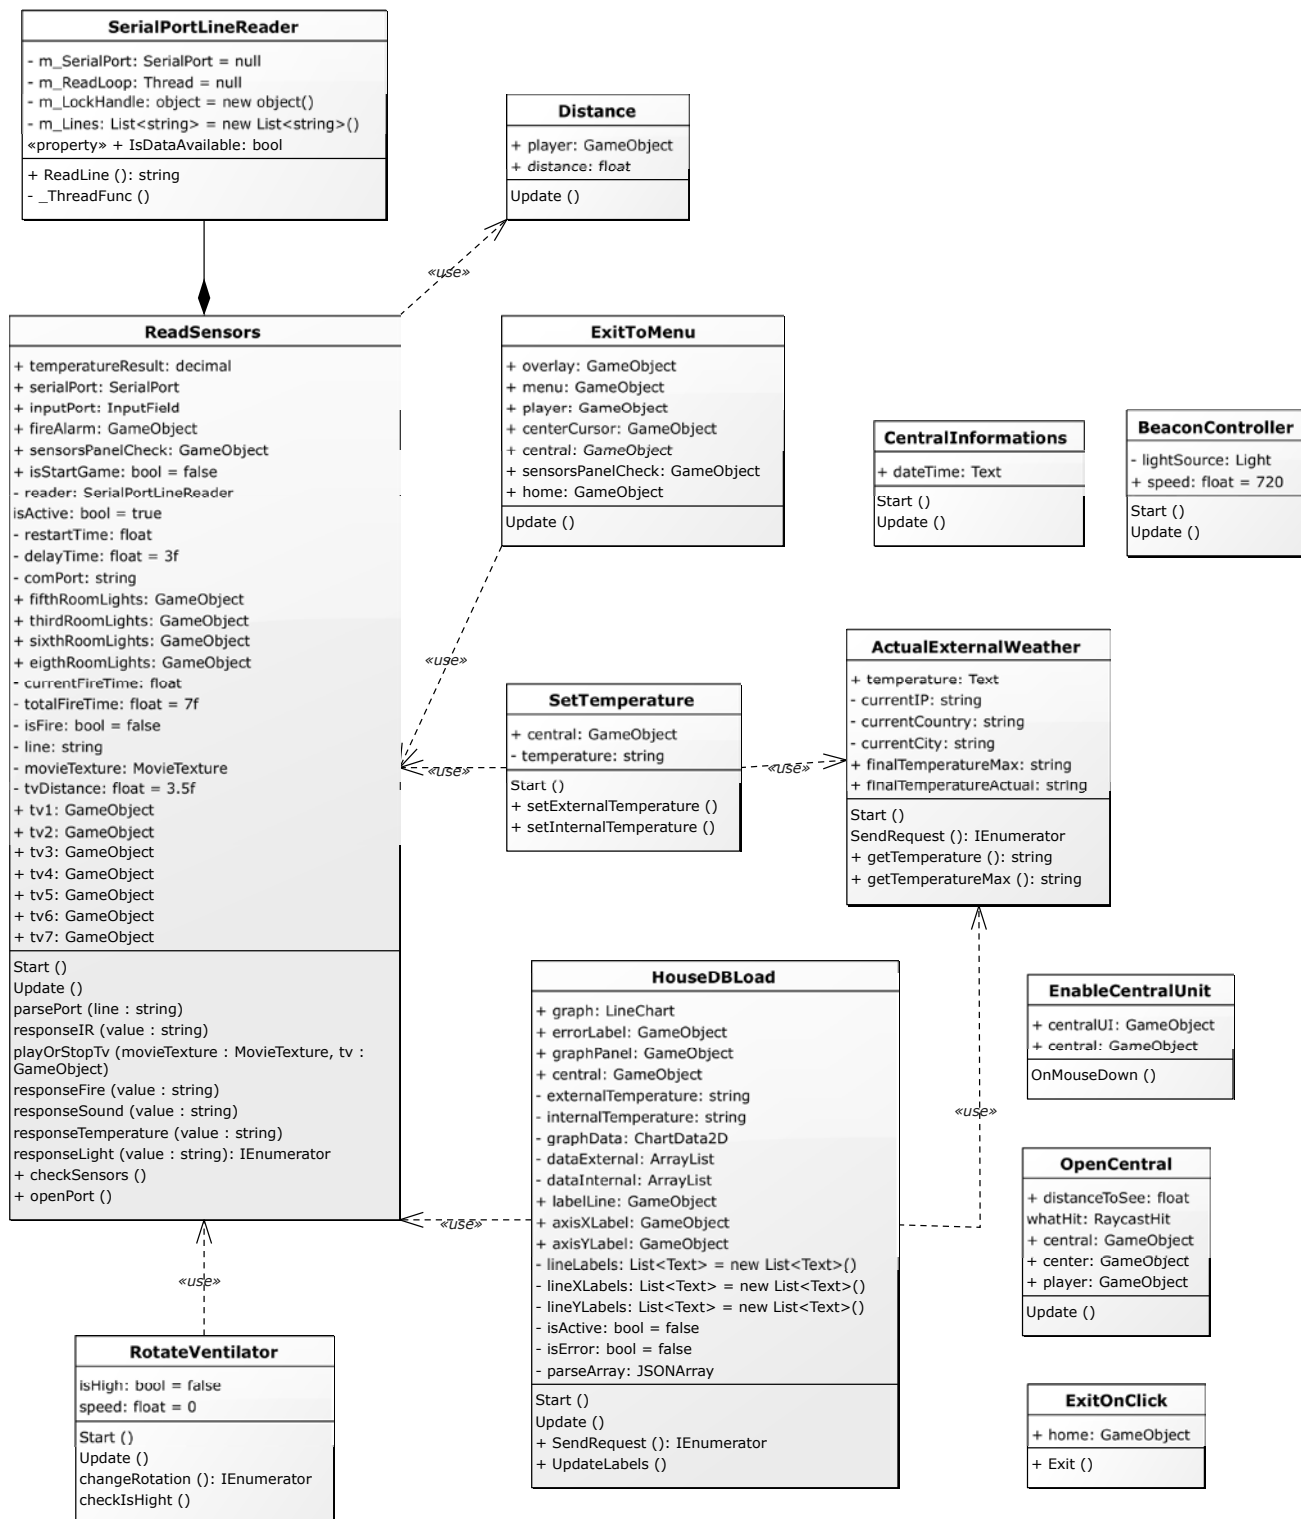 SerialPortLineReader
- m_SerialPort: SerialPort = null
- m_ReadLoop: Thread = null
- m_LockHandle: object = new object()
- m_Lines: List<string> = new List<string>()
«property» + IsDataAvailable: bool
+ ReadLine (): string
- _ThreadFunc ()
Distance
+ player: GameObject
+ distance: float
Update ()
«use»
ReadSensors
+ temperatureResult: decimal
+ serialPort: SerialPort
+ inputPort: InputField
+ fireAlarm: GameObject
+ sensorsPanelCheck: GameObject
+ isStartGame: bool = false
- reader: SerialPortLineReader
isActive: bool = true
- restartTime: float
- delayTime: float = 3f
- comPort: string
+ fifthRoomLights: GameObject
+ thirdRoomLights: GameObject
+ sixthRoomLights: GameObject
+ eigthRoomLights: GameObject
- currentFireTime: float
- totalFireTime: float = 7f
- isFire: bool = false
- line: string
- movieTexture: MovieTexture
- tvDistance: float = 3.5f
+ tv1: GameObject
+ tv2: GameObject
+ tv3: GameObject
+ tv4: GameObject
+ tv5: GameObject
+ tv6: GameObject
+ tv7: GameObject
Start ()
Update ()
parsePort (line : string)
responseIR (value : string)
playOrStopTv (movieTexture : MovieTexture, tv :
GameObject)
responseFire (value : string)
responseSound (value : string)
responseTemperature (value : string)
responseLight (value : string): IEnumerator
+ checkSensors ()
+ openPort ()
ExitToMenu
+ overlay: GameObject
+ menu: GameObject
+ player: GameObject
+ centerCursor: GameObject
+ central: GameObject
+ sensorsPanelCheck: GameObject
+ home: GameObject
Update ()
«use»
CentralInformations
+ dateTime: Text
Start ()
Update ()
BeaconController
- lightSource: Light
+ speed: float = 720
Start ()
Update ()
SetTemperature
+ central: GameObject
- temperature: string
Start ()
+ setExternalTemperature ()
+ setInternalTemperature ()
«use»
«use»
ActualExternalWeather
+ temperature: Text
- currentIP: string
- currentCountry: string
- currentCity: string
+ finalTemperatureMax: string
+ finalTemperatureActual: string
Start ()
SendRequest (): IEnumerator
+ getTemperature (): string
+ getTemperatureMax (): string
HouseDBLoad
+ graph: LineChart
+ errorLabel: GameObject
+ graphPanel: GameObject
+ central: GameObject
- externalTemperature: string
- internalTemperature: string
- graphData: ChartData2D
- dataExternal: ArrayList
- dataInternal: ArrayList
+ labelLine: GameObject
+ axisXLabel: GameObject
+ axisYLabel: GameObject
- lineLabels: List<Text> = new List<Text>()
- lineXLabels: List<Text> = new List<Text>()
- lineYLabels: List<Text> = new List<Text>()
- isActive: bool = false
- isError: bool = false
- parseArray: JSONArray
Start ()
Update ()
+ SendRequest (): IEnumerator
+ UpdateLabels ()
«use»
«use»
EnableCentralUnit
+ centralUI: GameObject
+ central: GameObject
OnMouseDown ()
OpenCentral
+ distanceToSee: float
whatHit: RaycastHit
+ central: GameObject
+ center: GameObject
+ player: GameObject
Update ()
«use»
RotateVentilator
isHigh: bool = false
speed: float = 0
Start ()
Update ()
changeRotation (): IEnumerator
checkIsHight ()
ExitOnClick
+ home: GameObject
+ Exit ()